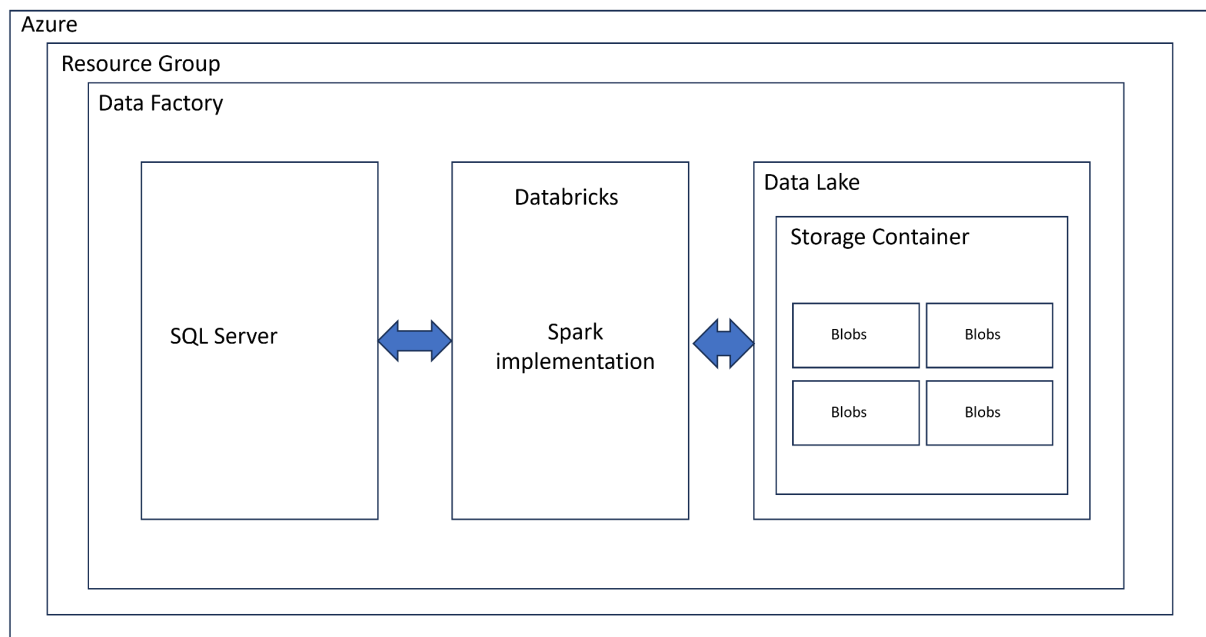 Azure
Resource Group
Data Factory
SQL Server
Databricks
Spark
implementation
Data Lake
Storage Container
Blobs
Blobs
Blobs
Blobs